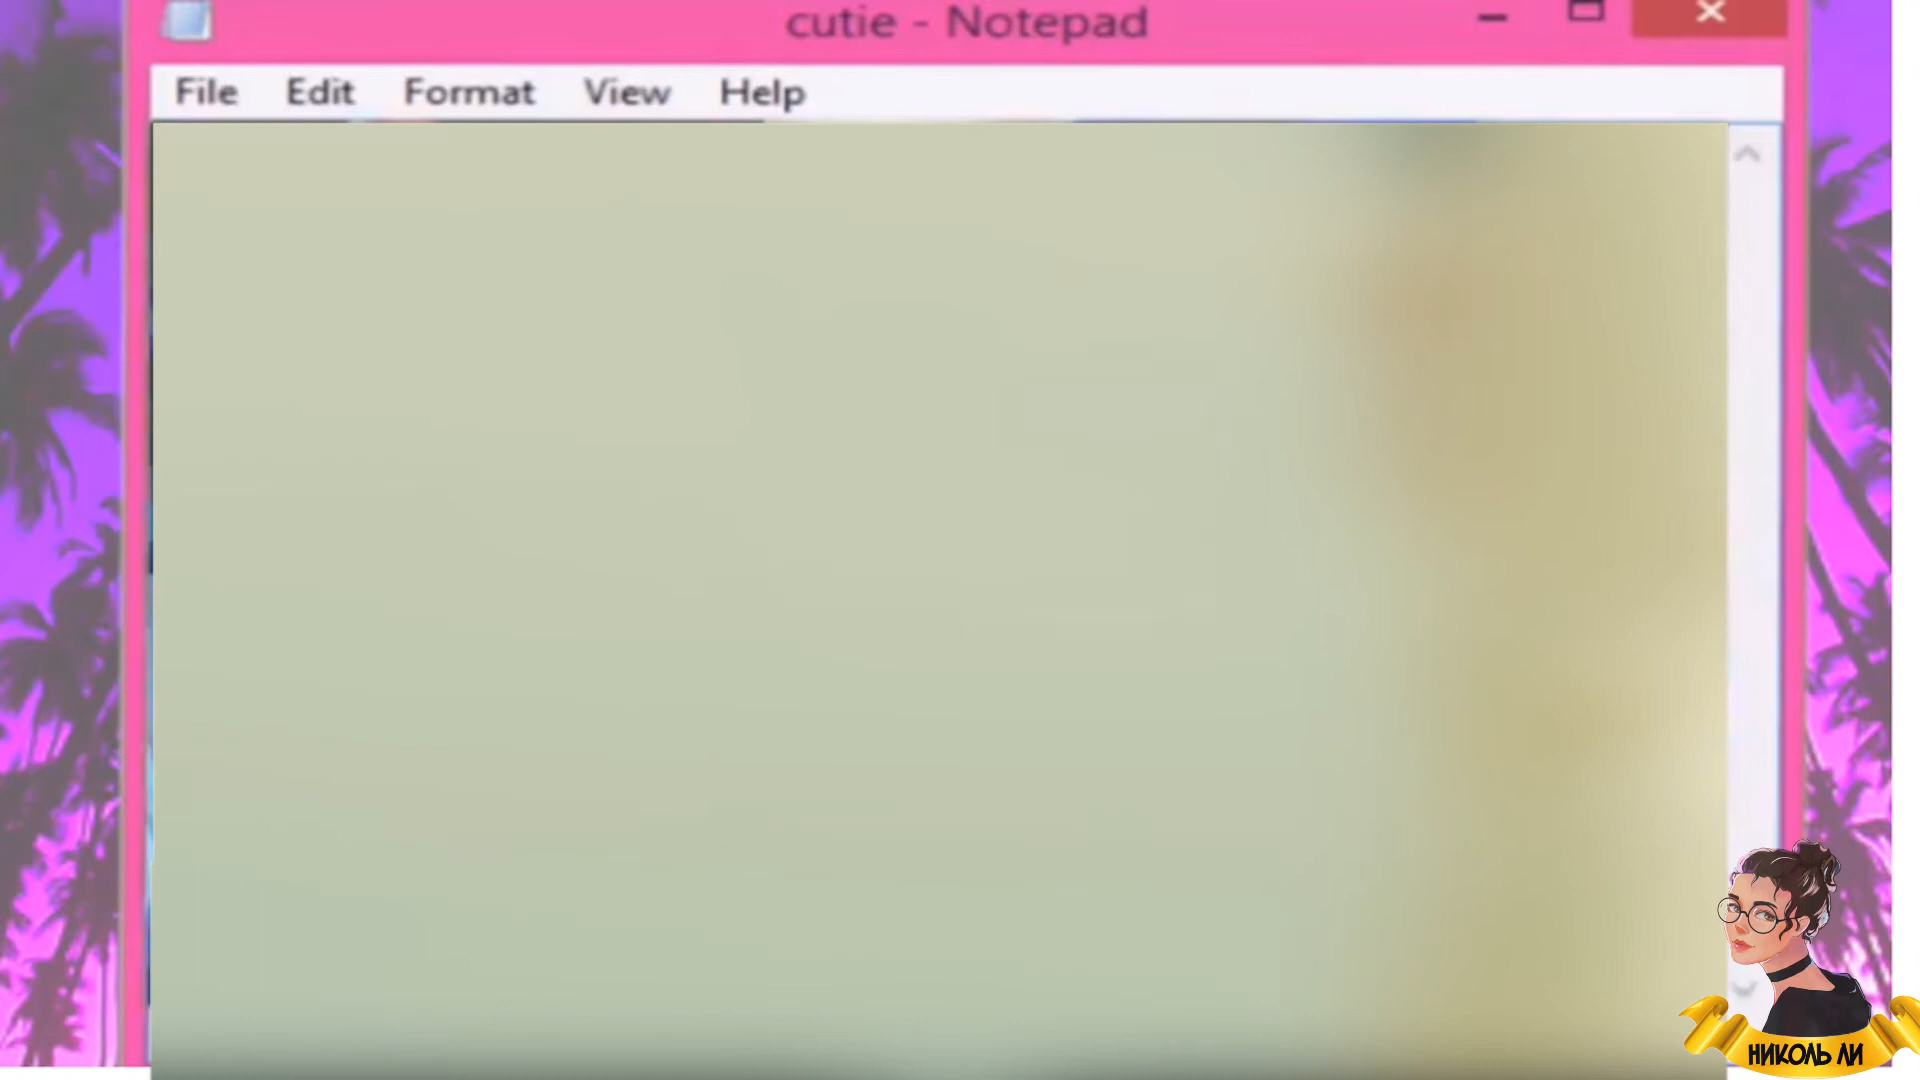 cutie - Notepad
File Edit Format View Help
НИКОЛЬ ЛИ